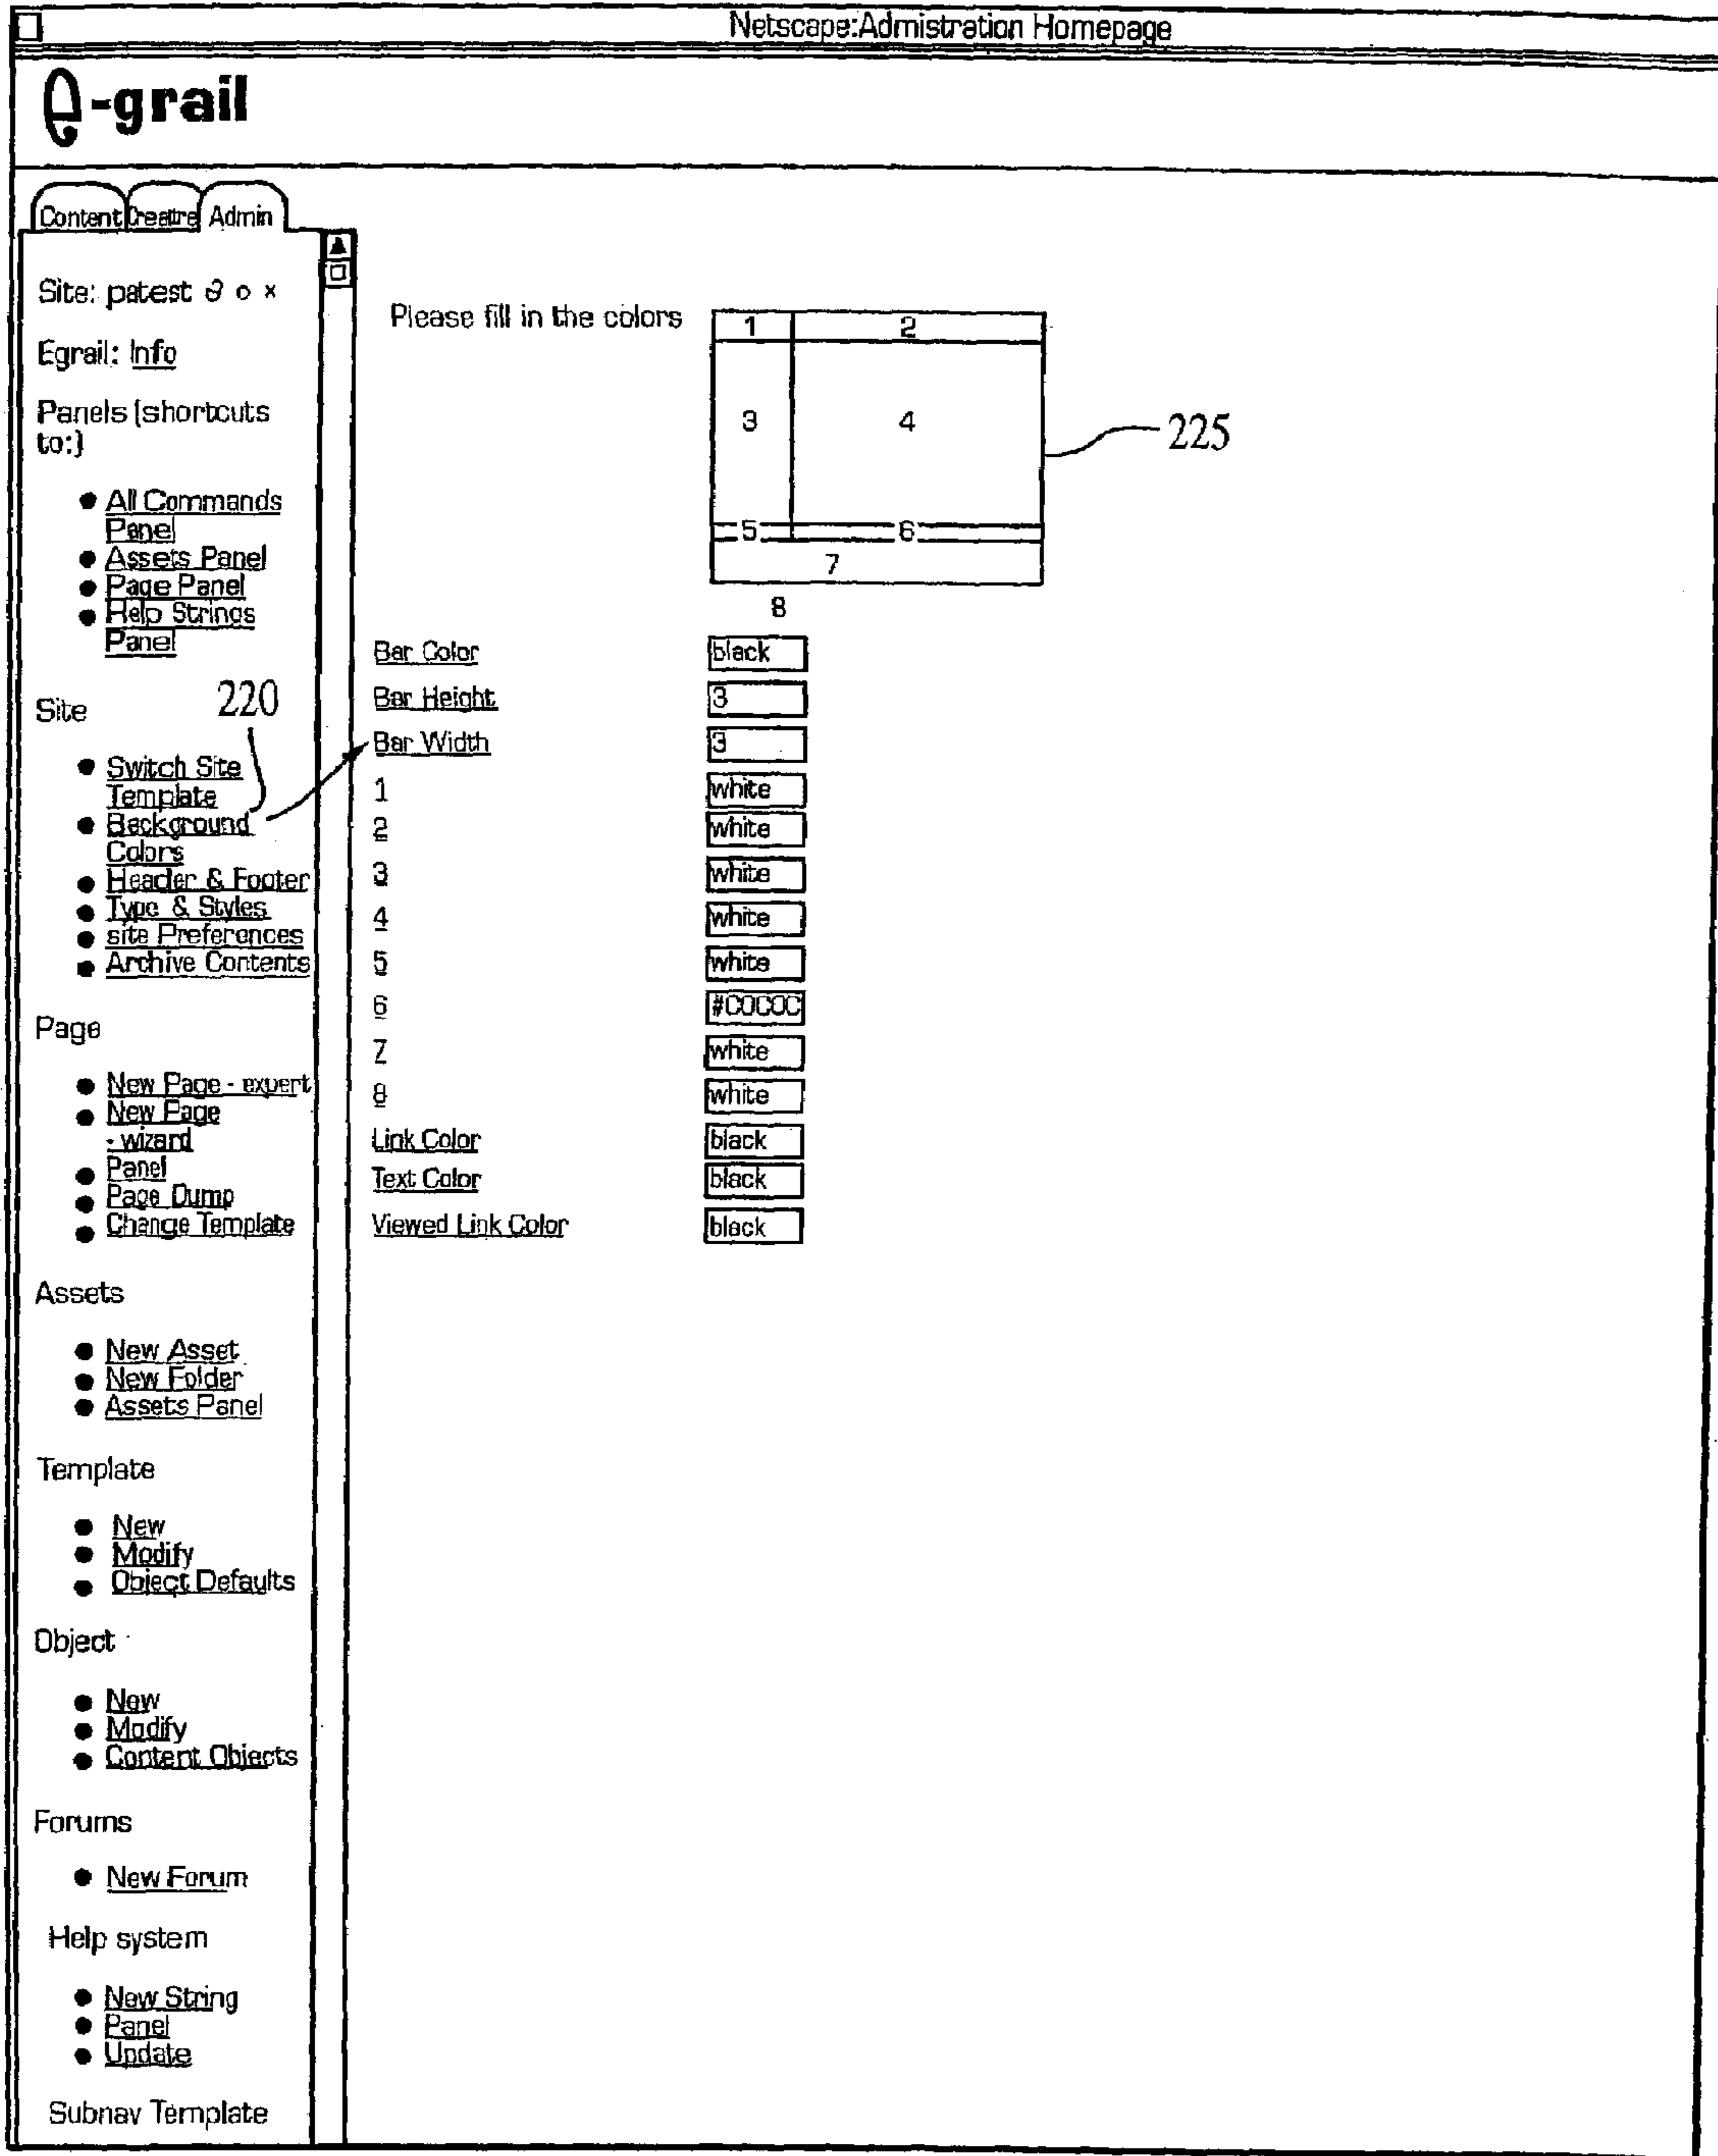 Netscape:Admistration Homepage
e-grail
Content Creatre Admin
Site: patest
Egrail: Info
Panels (shortcuts
to:)
All Commands
Panel
Assets Panel
Page Panel
Help Strings
Panel
Site
220
Switch Site
Template
Background
Colors
Header & Footer
Type & Styles
site Preferences
Archive Contents
Page
New Page - expert
New Page
- wizard
Panel
Page Dump
Change Template
Assets
New Asset
New Folder
Assets Panel
Template
New
Modify
Object Defaults
Object
New
Modify
Content Objects
Forums
New Forum
Help system
New String
Panel
Update
Subnav Template
Please fill in the colors
1 2
3 4
225
5 6
7
8
Bar Color black
Bar Height 3
Bar Width 3
1 white
2 white
3 white
4 white
5 white
6 #C0C0C
7 white
8 white
Link Color black
Text Color black
Viewed Link Color black